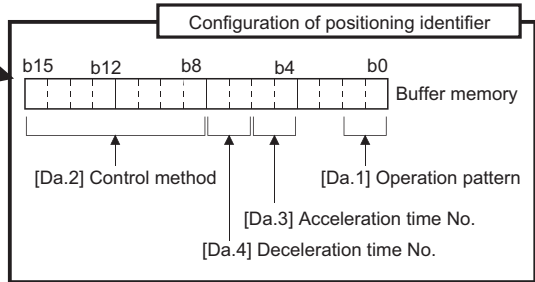 Configuration of positioning identifier
b15 b12 b8 b4 b0
Buffer memory
[Da.2] Control method [Da.1] Operation pattern
[Da.3] Acceleration time No.
[Da.4] Deceleration time No.